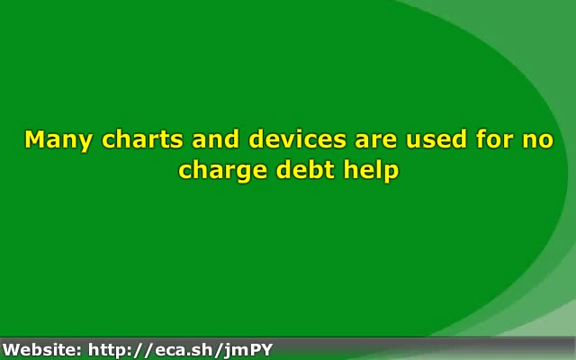 Many charts and devices are used for no
charge debt help
Website: http://eca.sh/jmPY